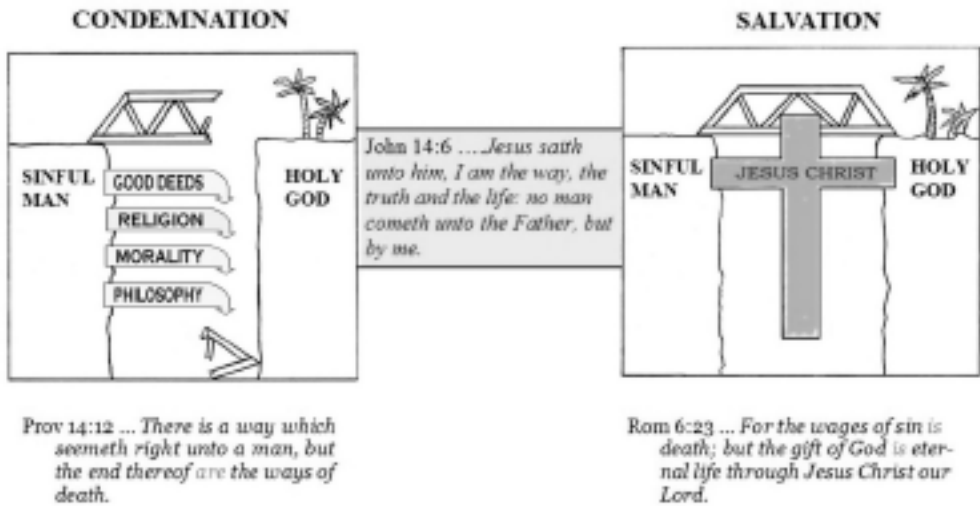 CONDEMNATION
SINFUL
MAN
GOOD DEEDS
RELIGION
MORALITY
PHILOSOPHY
HOLY
GOD
Prov 14:12 ... There is a way which
seemeth right unto a man, but
the end thereof are the ways of
death.
John 14:6 ....Jesus saith
unto him, I am the way, the
truth and the life: no man
cometh unto the Father, but
by me.
SALVATION
SINFUL
MAN
JESUS CHRIST
HOLY
GOD
Rom 6:23 ... For the wages of sin is
death; but the gift of God is eter-
nal life through Jesus Christ our
Lord.